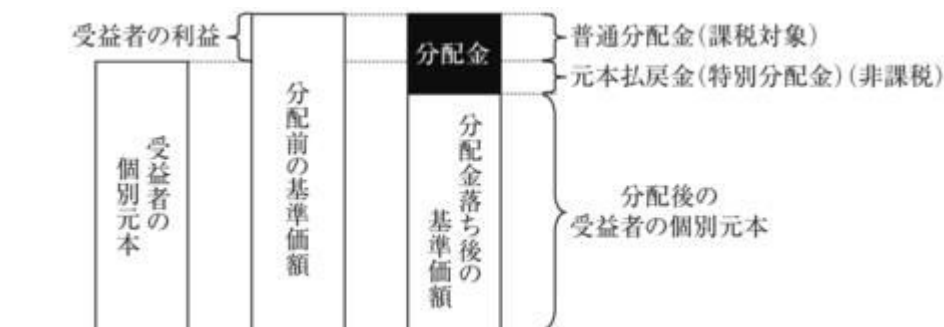 受益者の利益
分配金
普通分配金(課税対象)
元本払戻金(特別分配金)(非課税)
受益者の
個別元本
分配前の基準価額
分配金落ち後の
基準価額
分配後の
受益者の個別元本